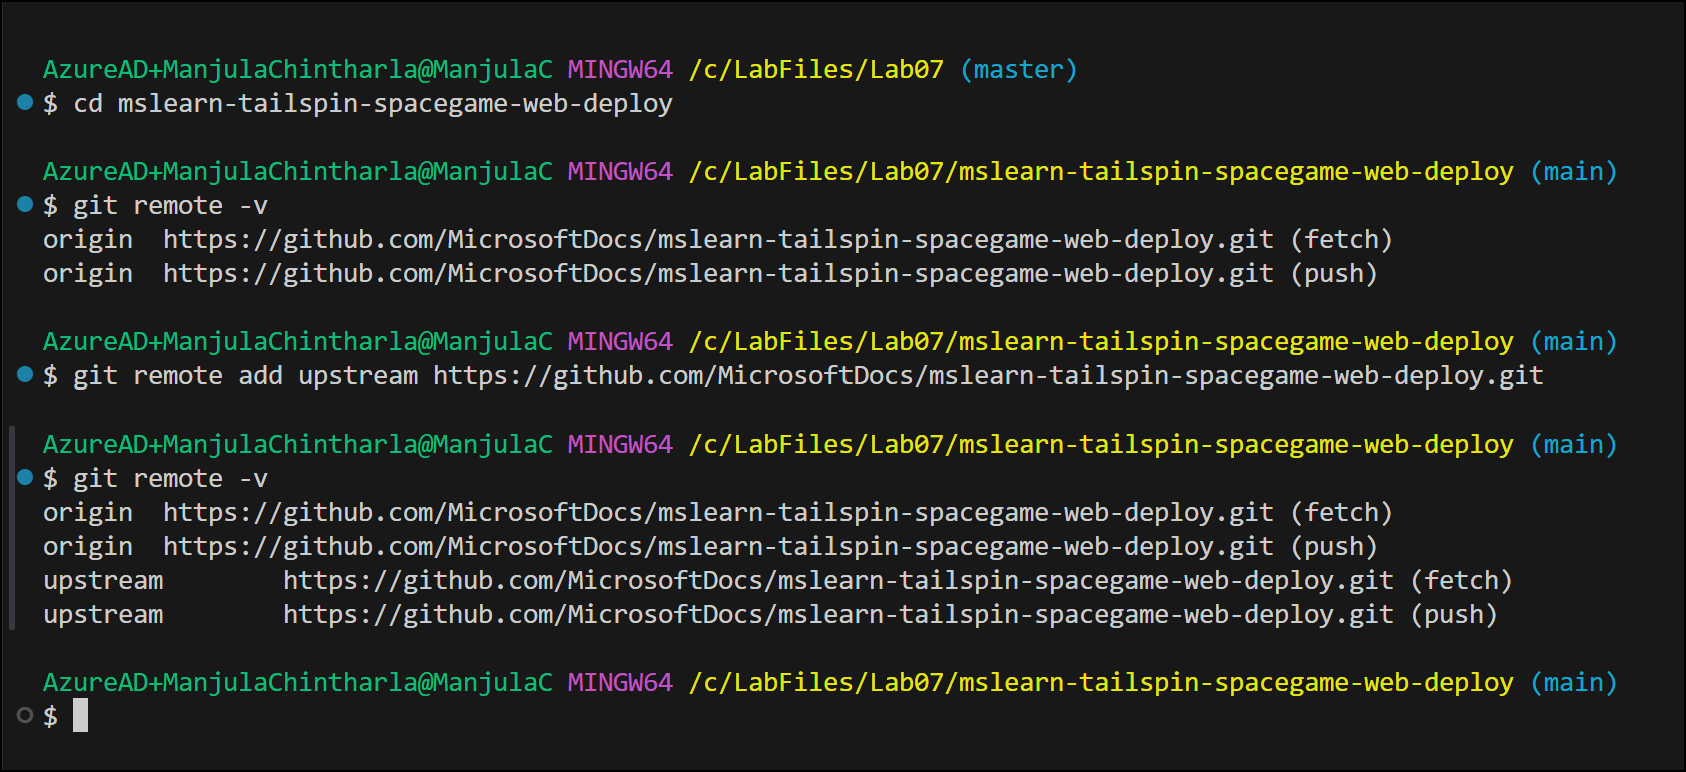 AzureAD+ManjulaChintharla@ManjulaC MINGW64 /c/LabFiles/Lab07 (master)
$ cd mslearn-tailspin-spacegame-web-deploy
AzureAD+ManjulaChintharla@ManjulaC MINGW64 /c/LabFiles/Lab07/mslearn-tailspin-spacegame-web-deploy (main)
$ git remote -v
origin  https://github.com/MicrosoftDocs/mslearn-tailspin-spacegame-web-deploy.git (fetch)
origin  https://github.com/MicrosoftDocs/mslearn-tailspin-spacegame-web-deploy.git (push)
AzureAD+ManjulaChintharla@ManjulaC MINGW64 /c/LabFiles/Lab07/mslearn-tailspin-spacegame-web-deploy (main)
$ git remote add upstream https://github.com/MicrosoftDocs/mslearn-tailspin-spacegame-web-deploy.git
AzureAD+ManjulaChintharla@ManjulaC MINGW64 /c/LabFiles/Lab07/mslearn-tailspin-spacegame-web-deploy (main)
$ git remote -v
origin  https://github.com/MicrosoftDocs/mslearn-tailspin-spacegame-web-deploy.git (fetch)
origin  https://github.com/MicrosoftDocs/mslearn-tailspin-spacegame-web-deploy.git (push)
upstream        https://github.com/MicrosoftDocs/mslearn-tailspin-spacegame-web-deploy.git (fetch)
upstream        https://github.com/MicrosoftDocs/mslearn-tailspin-spacegame-web-deploy.git (push)
AzureAD+ManjulaChintharla@ManjulaC MINGW64 /c/LabFiles/Lab07/mslearn-tailspin-spacegame-web-deploy (main)
$